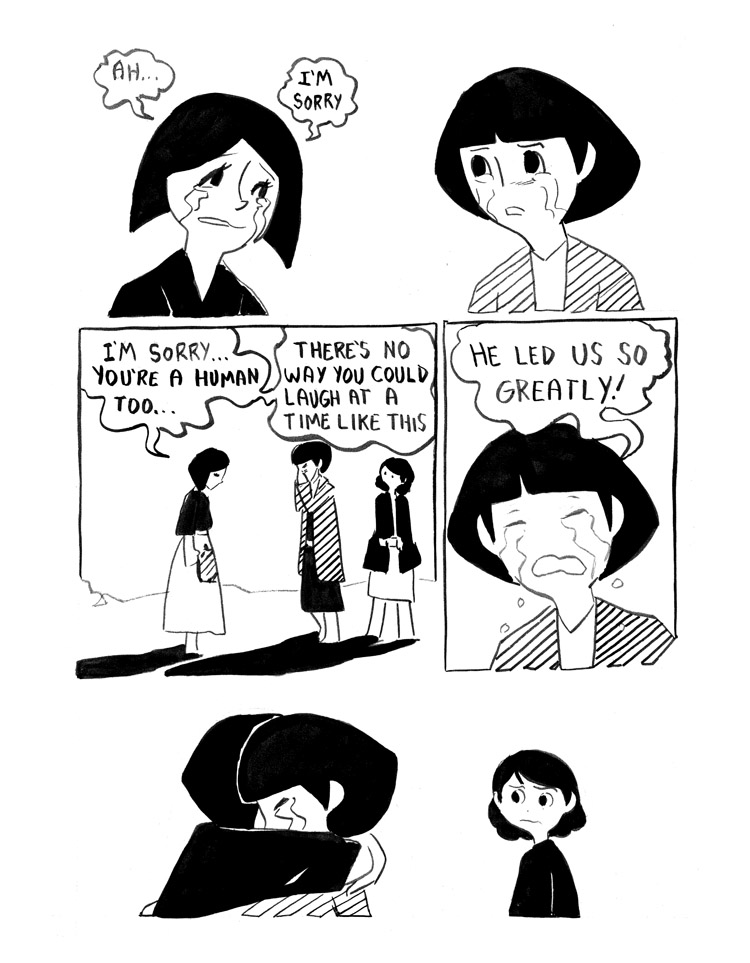 AH...
I'M
SORRY
I'M SORRY...
YOU'RE A HUMAN
TOO...
THERE'S NO
WAY YOU COULD
LAUGH AT A
TIME LIKE THIS
HE LED US SO
GREATLY!